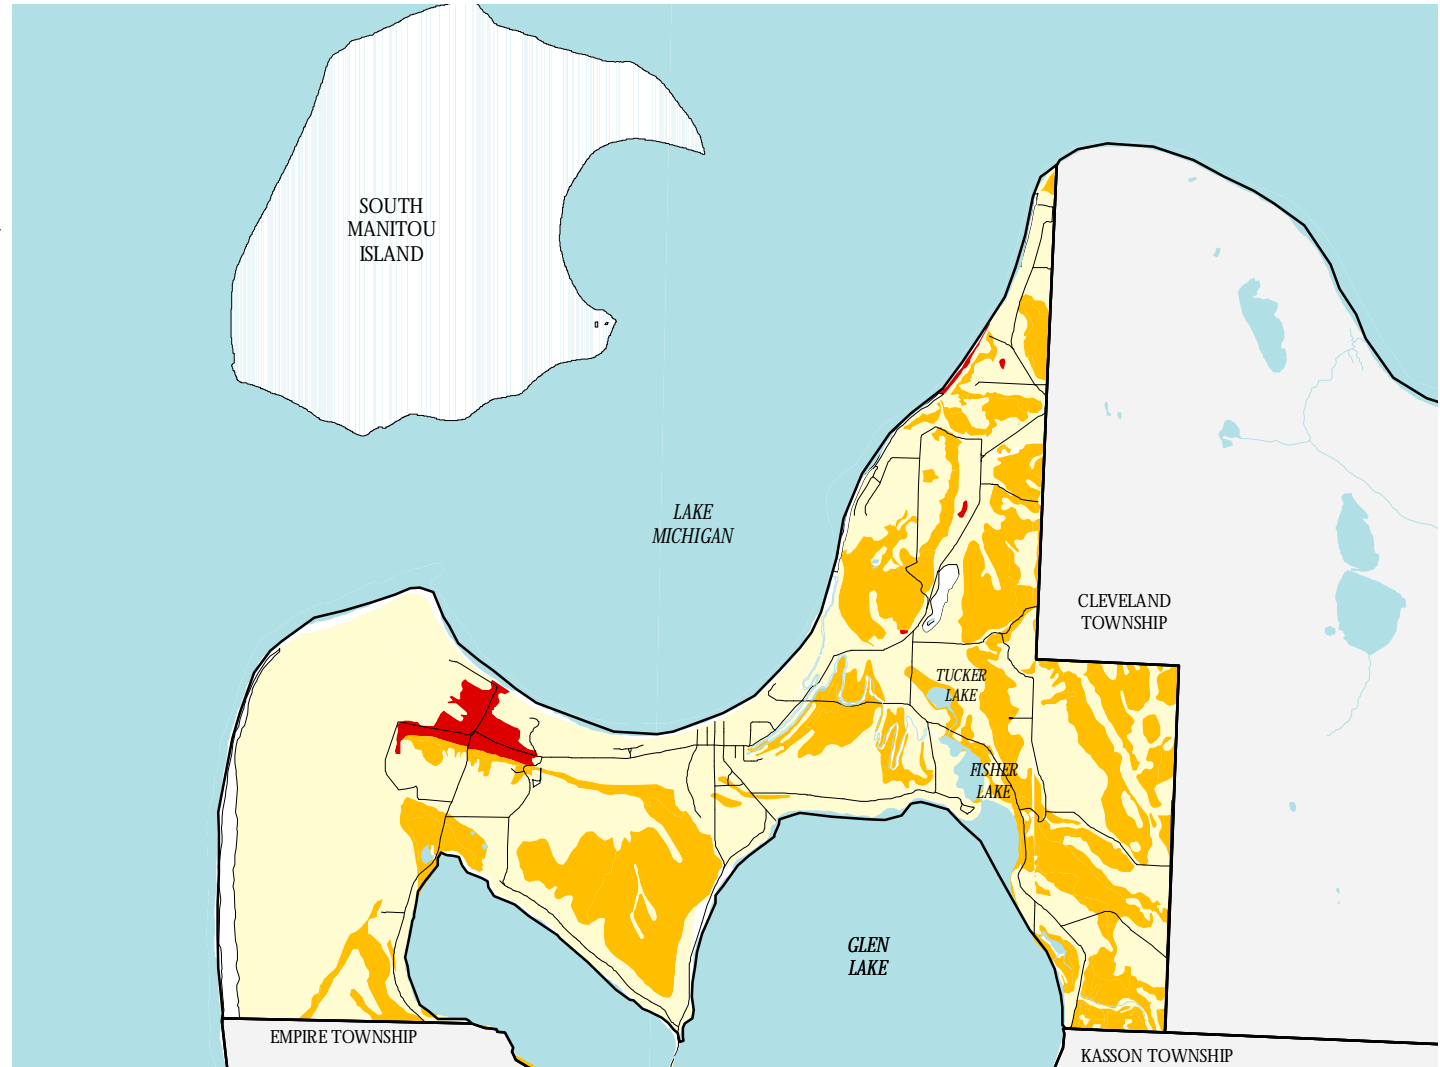 SOUTH
MANITOU
ISLAND
LAKE
MICHIGAN
CLEVELAND
TOWNSHIP
TUCKER
LAKE
FISHER
LAKE
GLEN
LAKE
EMPIRE TOWNSHIP
KASSON TOWNSHIP